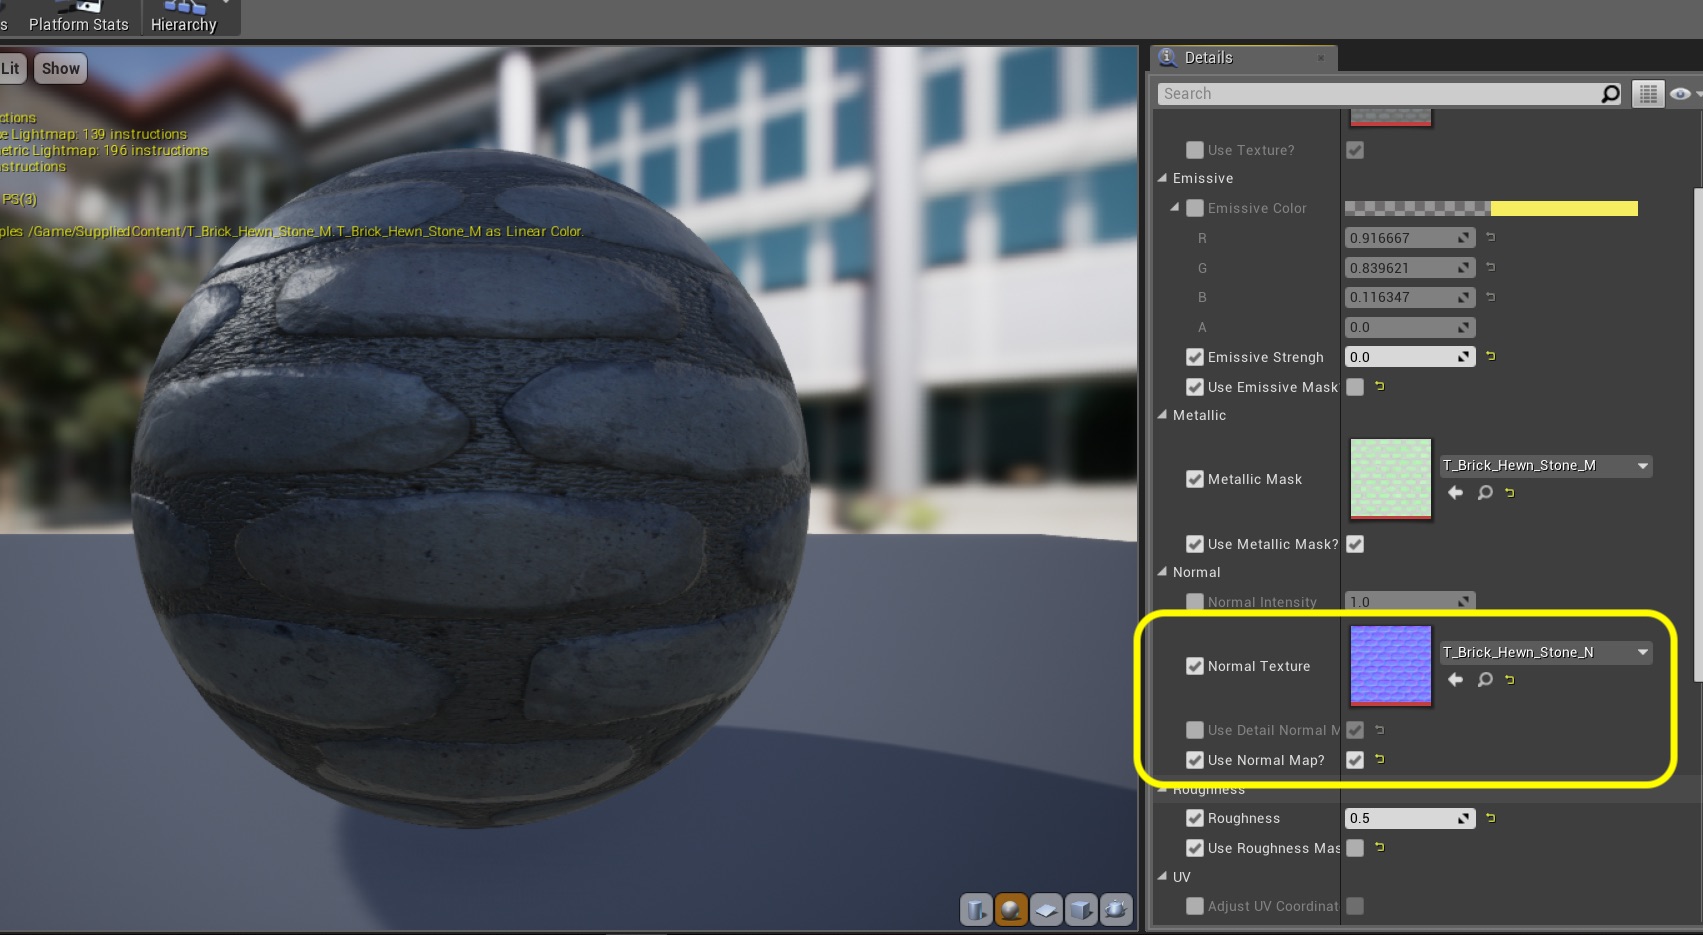 s Platform Stats Hierarchy
Lit Show
Details
Search
ctions
e Lightmap: 139 instructions
etric Lightmap: 196 instructions
structions
PS(3)
ples /Game/SuppliedContent/T_Brick_Hewn_Stone_M.T_Brick_Hewn_Stone_M as Linear Color.
Use Texture?
Emissive
Emissive Color
R 0.916667
G 0.839621
B 0.116347
A 0.0
Emissive Strengh 0.0
Use Emissive Mask
Metallic
T_Brick_Hewn_Stone_M
Metallic Mask
Use Metallic Mask?
Normal
Normal Intensity 1.0
T_Brick_Hewn_Stone_N
Normal Texture
Use Detail Normal M
Use Normal Map?
Roughness
Roughness 0.5
Use Roughness Mas
UV
Adjust UV Coordinat